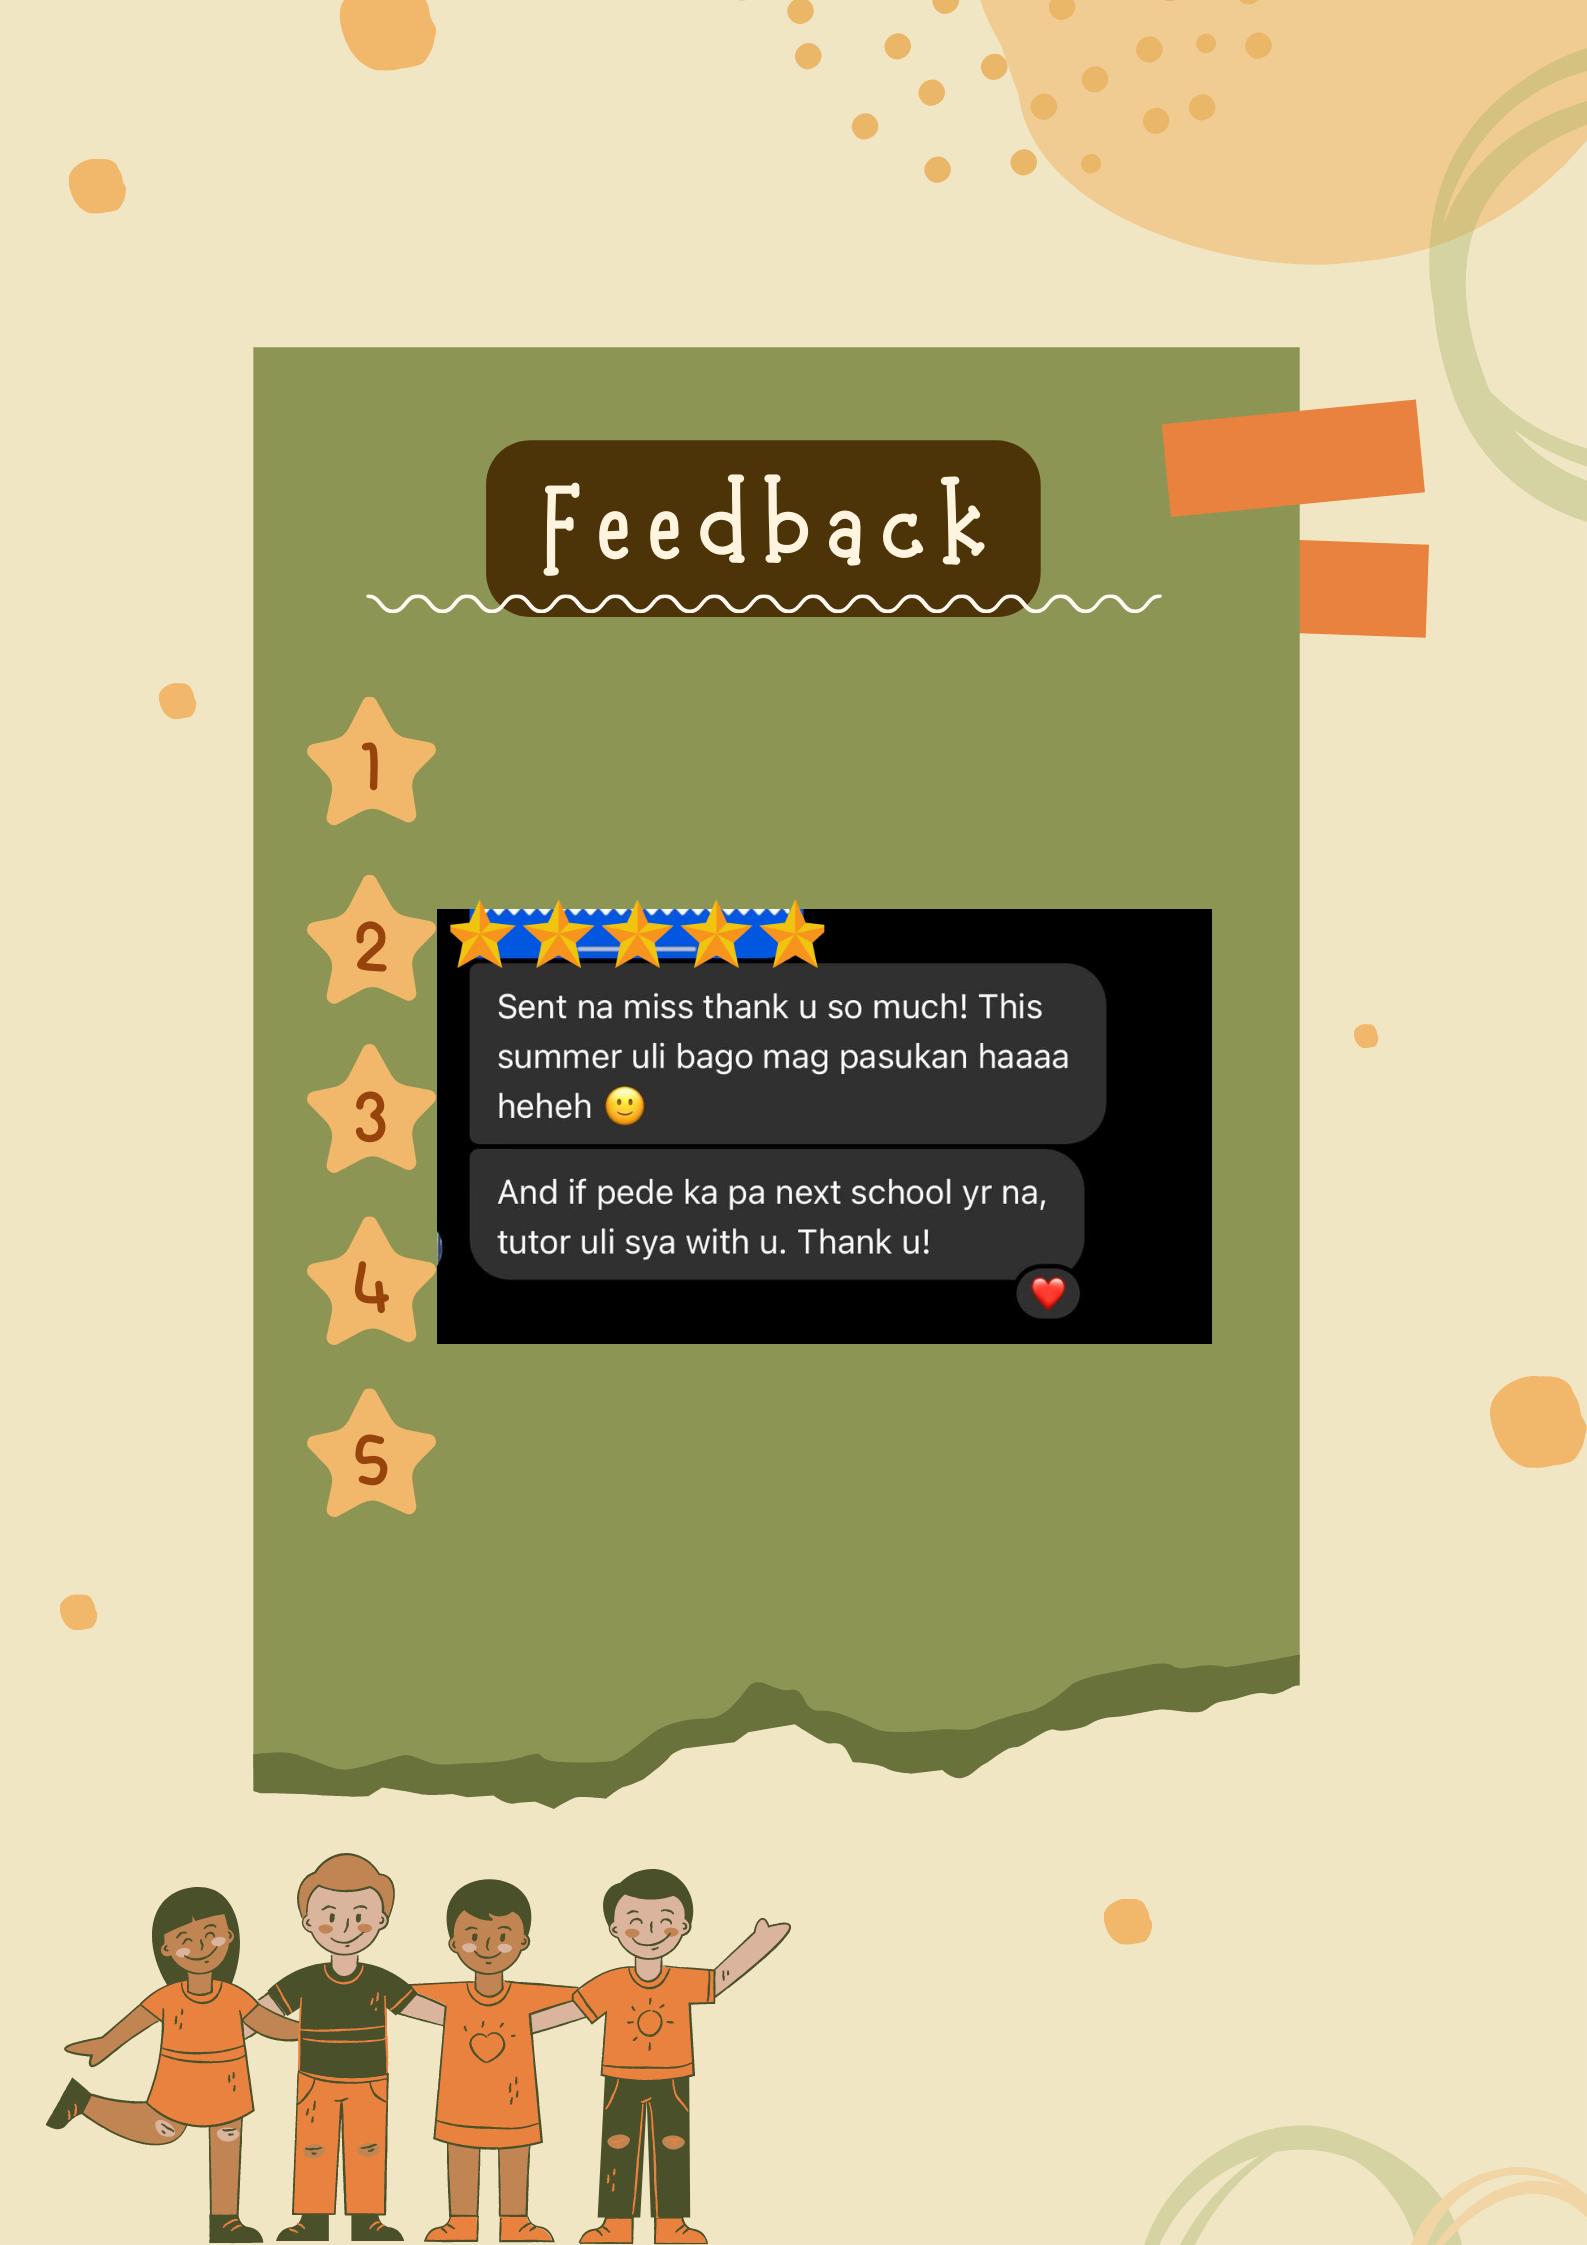 Feedback
1
2
3
4
5
Sent na miss thank u so much! This
summer uli bago mag pasukan haaaa
heheh 🙂
And if pede ka pa next school yr na,
tutor uli sya with u. Thank u!